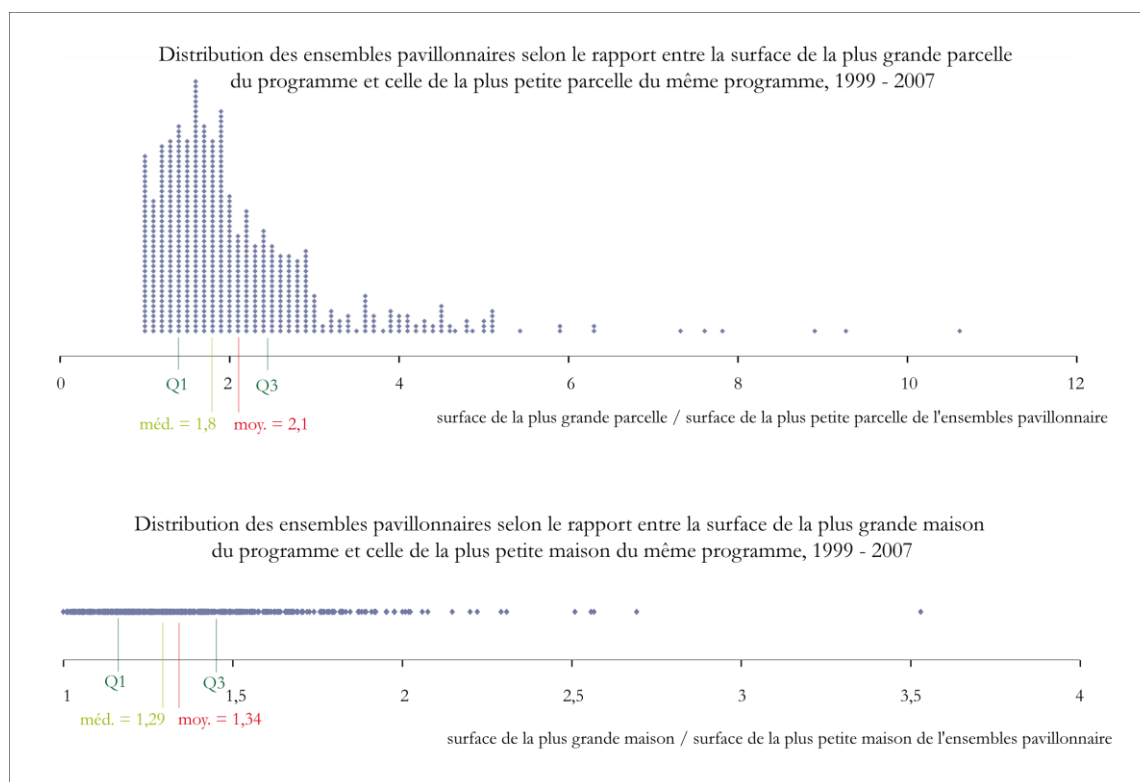 Distribution des ensembles pavillonnaires selon le rapport entre la surface de la plus grande parcelle
du programme et celle de la plus petite parcelle du même programme, 1999 - 2007
0 2 4 6 8 10 12
Q1 Q3
méd. = 1,8 moy. = 2,1
surface de la plus grande parcelle / surface de la plus petite parcelle de l'ensembles pavillonnaire
Distribution des ensembles pavillonnaires selon le rapport entre la surface de la plus grande maison
du programme et celle de la plus petite maison du même programme, 1999 - 2007
Q1 Q3
1 1,5 2 2,5 3 3,5 4
méd. = 1,29 moy. = 1,34
surface de la plus grande maison / surface de la plus petite maison de l'ensembles pavillonnaire